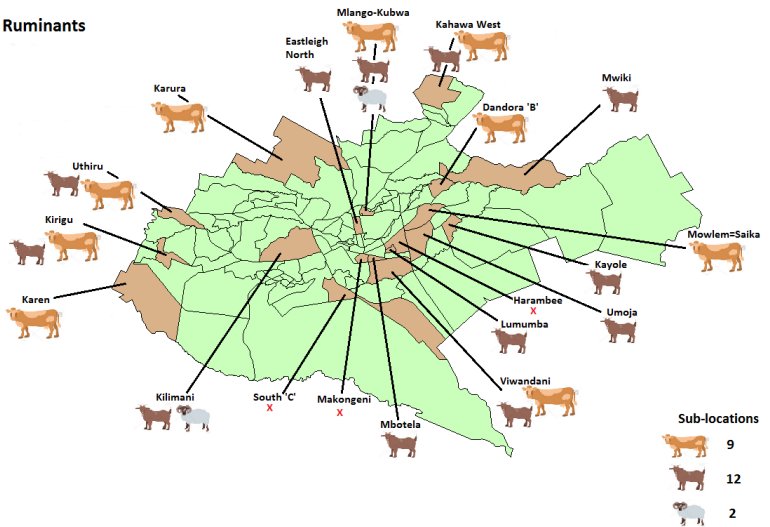 Ruminants
Mlango-Kubwa
Eastleigh
North
Kahawa West
Karura
Mwiki
Dandora 'B'
Uthiru
Kirigu
Mowlem=Saika
Kayole
Karen
Harambee
X
Umoja
Lumumba
Viwandani
Kilimani
South 'C'
X
Makongeni
X
Mbotela
Sub-locations
9
12
2